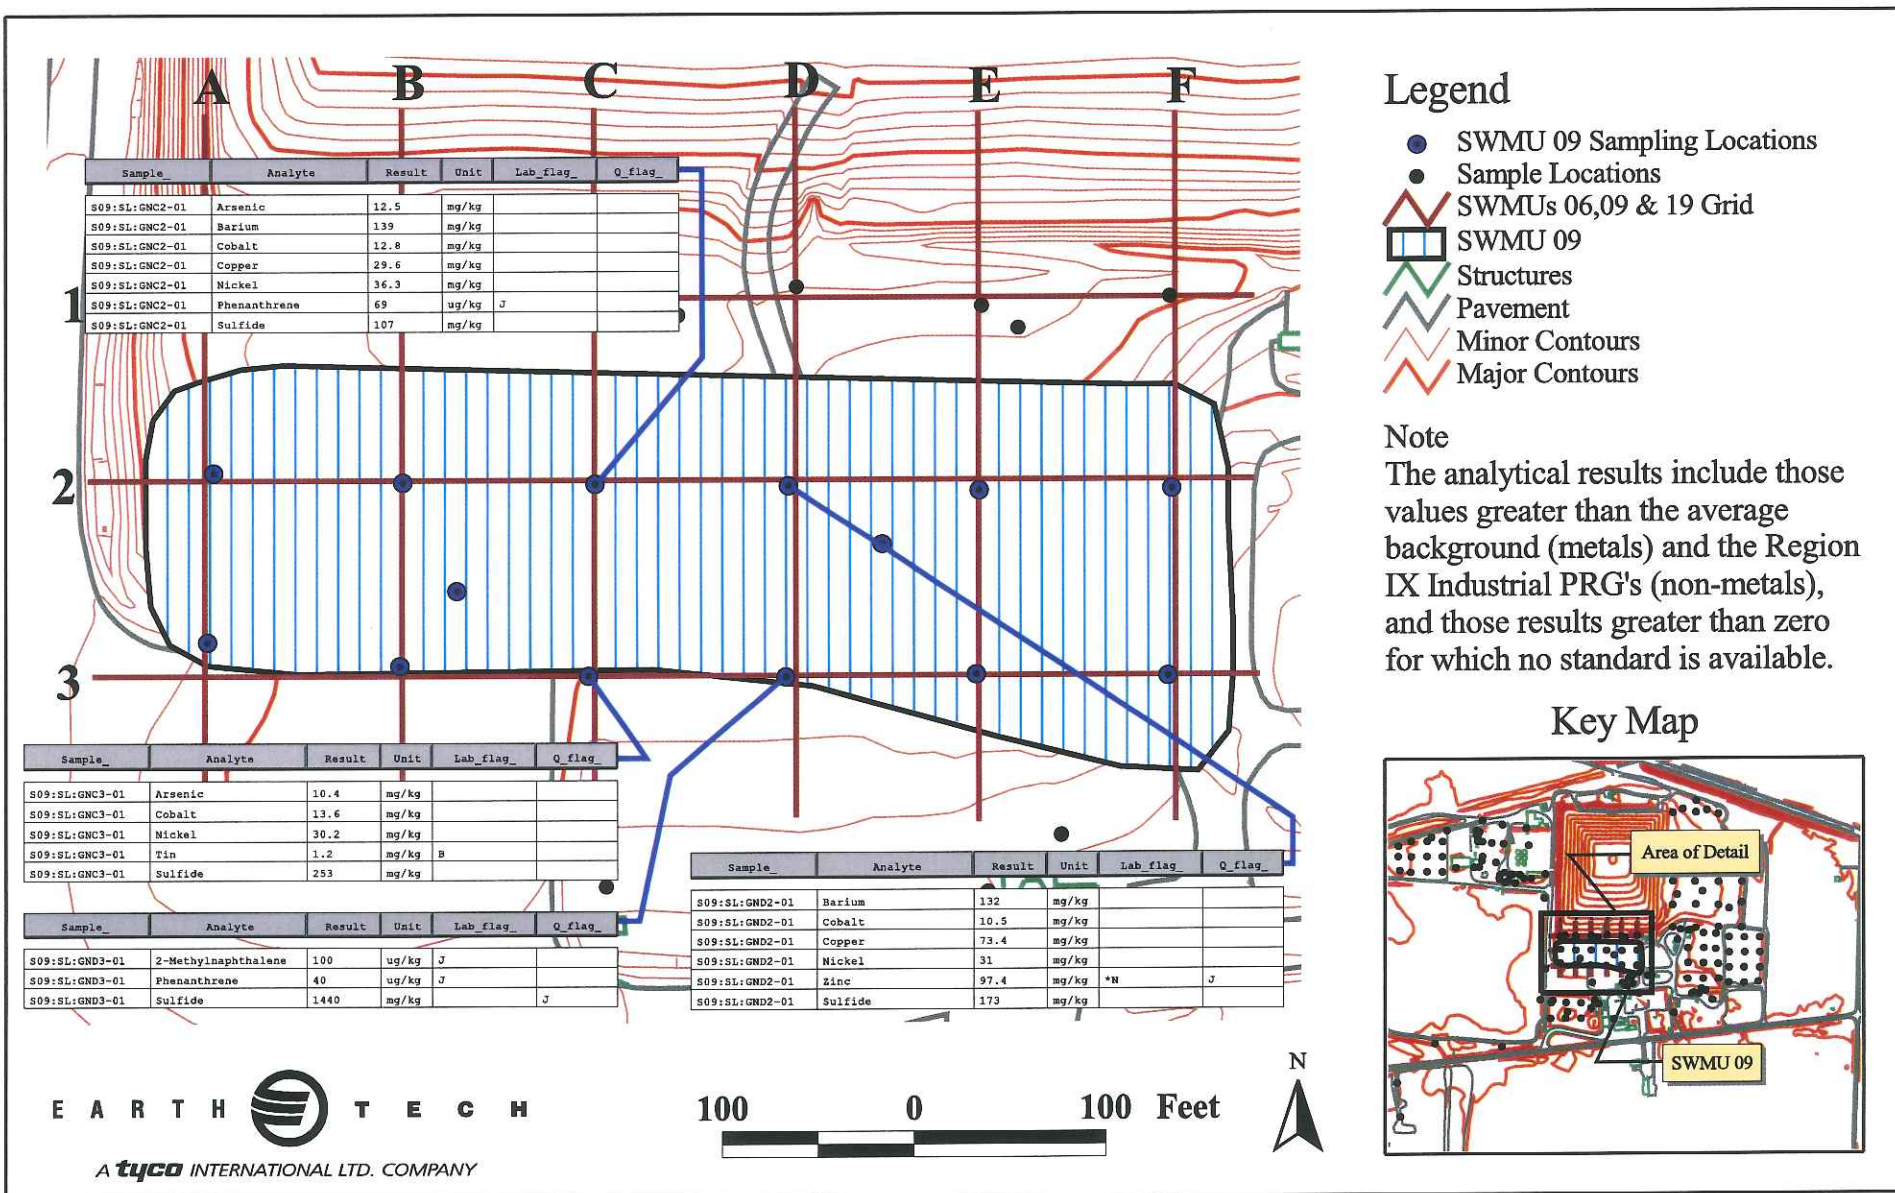 A B C D E F
Sample_ Analyte Result Unit Lab_flag_ Q_flag_
S09:SL:GNC2-01 Arsenic 12.5 mg/kg
S09:SL:GNC2-01 Barium 139 mg/kg
S09:SL:GNC2-01 Cobalt 12.8 mg/kg
S09:SL:GNC2-01 Copper 29.6 mg/kg
S09:SL:GNC2-01 Nickel 36.3 mg/kg
S09:SL:GNC2-01 Phenanthrene 69 ug/kg J
S09:SL:GNC2-01 Sulfide 107 mg/kg
1
2
3
Sample_ Analyte Result Unit Lab_flag_ Q_flag_
S09:SL:GNC3-01 Arsenic 10.4 mg/kg
S09:SL:GNC3-01 Cobalt 13.6 mg/kg
S09:SL:GNC3-01 Nickel 30.2 mg/kg
S09:SL:GNC3-01 Tin 1.2 mg/kg B
S09:SL:GNC3-01 Sulfide 253 mg/kg
Sample_ Analyte Result Unit Lab_flag_ Q_flag_
S09:SL:GND3-01 2-Methylnaphthalene 100 ug/kg J
S09:SL:GND3-01 Phenanthrene 40 ug/kg J
S09:SL:GND3-01 Sulfide 1440 mg/kg J
Sample_ Analyte Result Unit Lab_flag_ Q_flag_
S09:SL:GND2-01 Barium 132 mg/kg
S09:SL:GND2-01 Cobalt 10.5 mg/kg
S09:SL:GND2-01 Copper 73.4 mg/kg
S09:SL:GND2-01 Nickel 31 mg/kg
S09:SL:GND2-01 Zinc 97.4 mg/kg *N J
S09:SL:GND2-01 Sulfide 173 mg/kg
Legend
SWMU 09 Sampling Locations
Sample Locations
SWMUs 06,09 & 19 Grid
SWMU 09
Structures
Pavement
Minor Contours
Major Contours
Note
The analytical results include those
values greater than the average
background (metals) and the Region
IX Industrial PRG's (non-metals),
and those results greater than zero
for which no standard is available.
Key Map
Area of Detail
SWMU 09
EARTH TECH
A tyco INTERNATIONAL LTD. COMPANY
100 0 100 Feet
N